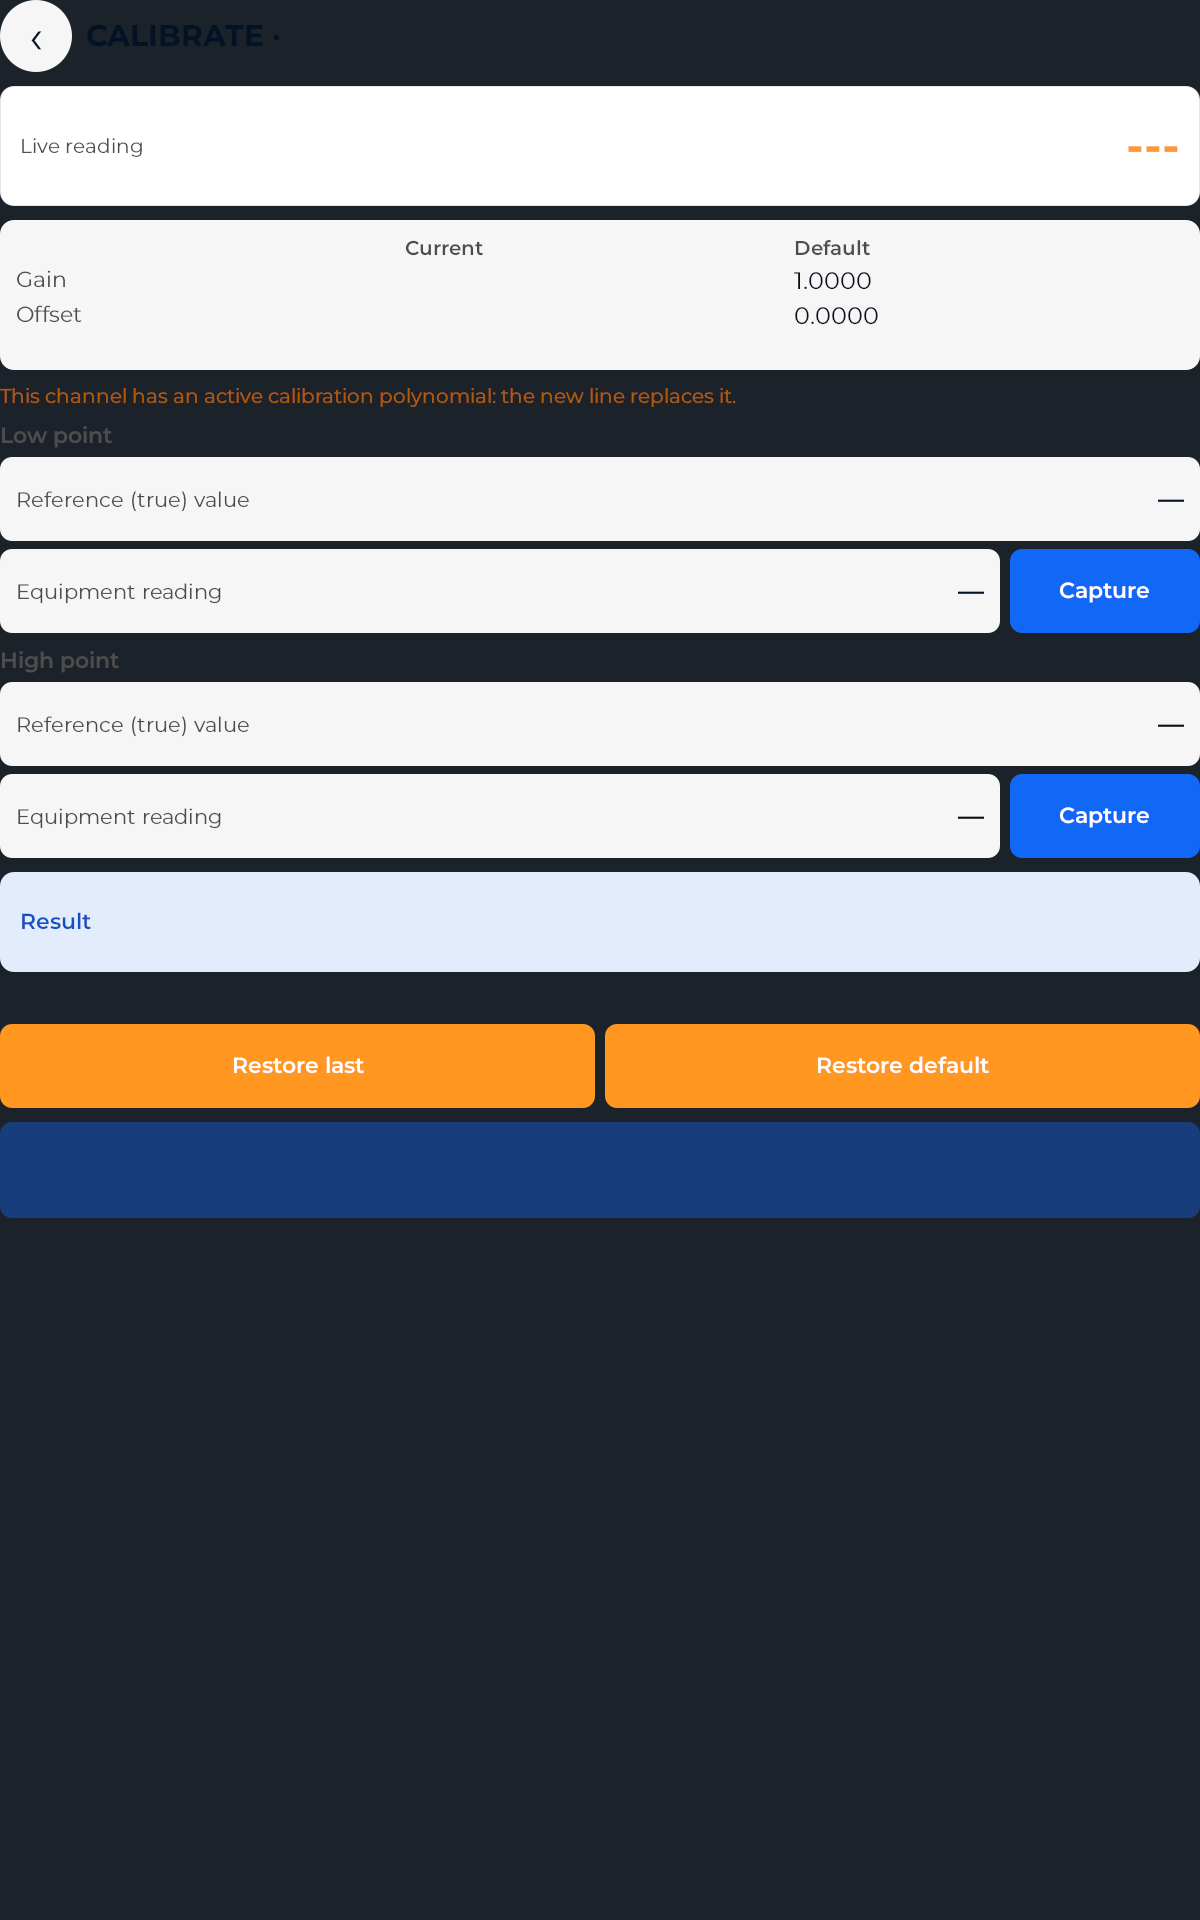 ‹ CALIBRATE ·
Live reading ---
Current Default
Gain 1.0000
Offset 0.0000
This channel has an active calibration polynomial: the new line replaces it.
Low point
Reference (true) value —
Equipment reading — Capture
High point
Reference (true) value —
Equipment reading — Capture
Result
Restore last Restore default